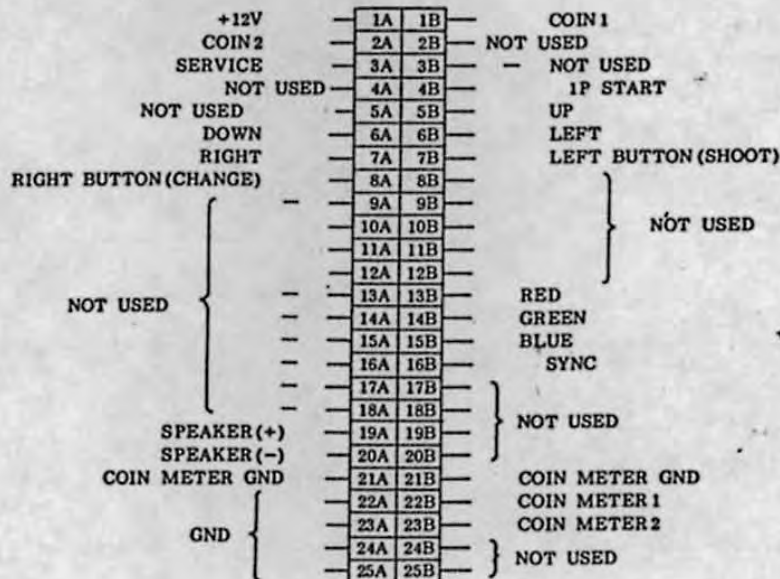 +12V 1A 1B COIN1
COIN2 2A 2B NOT USED
SERVICE 3A 3B NOT USED
NOT USED 4A 4B 1P START
NOT USED 5A 5B UP
DOWN 6A 6B LEFT
RIGHT 7A 7B LEFT BUTTON(SHOOT)
RIGHT BUTTON(CHANGE) 8A 8B
9A 9B
10A 10B NOT USED
11A 11B
12A 12B
NOT USED 13A 13B RED
14A 14B GREEN
15A 15B BLUE
16A 16B SYNC
17A 17B
18A 18B NOT USED
SPEAKER(+) 19A 19B
SPEAKER(-) 20A 20B
COIN METER GND 21A 21B COIN METER GND
22A 22B COIN METER1
GND 23A 23B COIN METER2
24A 24B NOT USED
25A 25B